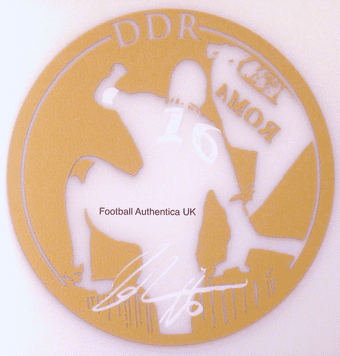 DDR
ROMA
16
Football Authentica UK